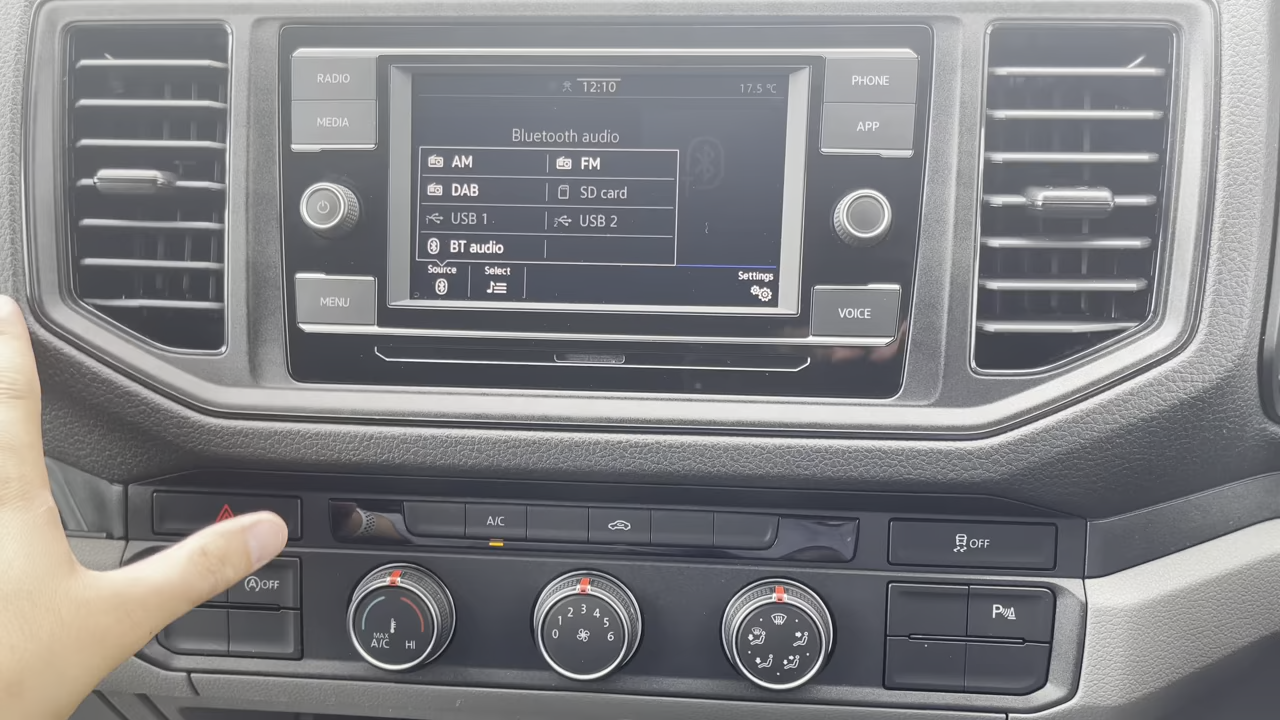 RADIO
MEDIA
MENU
12:10
17.5 °C
Bluetooth audio
AM FM
DAB SD card
USB 1 USB 2
BT audio
Source Select Settings
PHONE
APP
VOICE
A/C
OFF
OFF
MAX
A/C HI
0 1 2 3 4 5 6
P